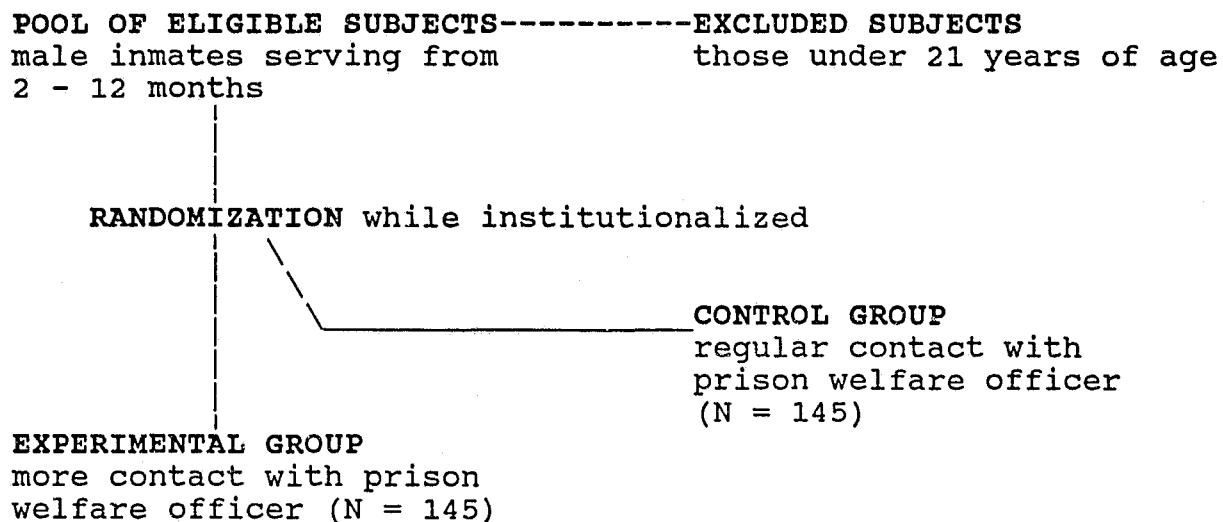 POOL OF ELIGIBLE SUBJECTS----------EXCLUDED SUBJECTS
male inmates serving from those under 21 years of age
2 - 12 months
RANDOMIZATION while institutionalized
CONTROL GROUP
regular contact with
prison welfare officer
(N = 145)
EXPERIMENTAL GROUP
more contact with prison
welfare officer (N = 145)